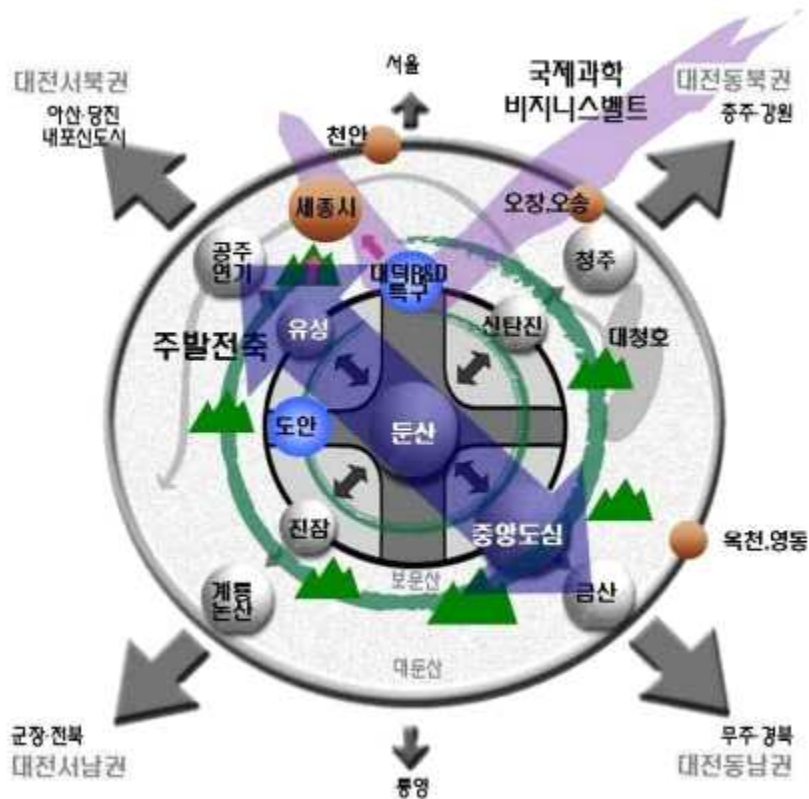 서울
대전서북권
아산·당진
내포신도시
국제과학
비지니스벨트
대전동북권
충주·강원
천안
세종시
오창,오송
공주
연기
대덕R&D
특구
청주
유성
신탄진
주발전축
대청호
도안
둔산
진잠
중앙도심
옥천,영동
보문산
계룡
논산
금산
대둔산
군장·전북
대전서남권
무주·경북
대전동남권
통영